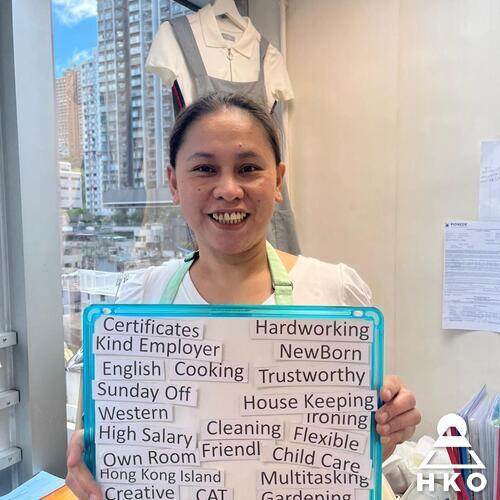 Certificates Hardworking
Kind Employer NewBorn
English Cooking Trustworthy
Sunday Off House Keeping
Western Ironing
High Salary Cleaning Flexible
Own Room Friendl Child Care
Hong Kong Island Multitasking
Creative CAT Gardening
HKO
PIONEER